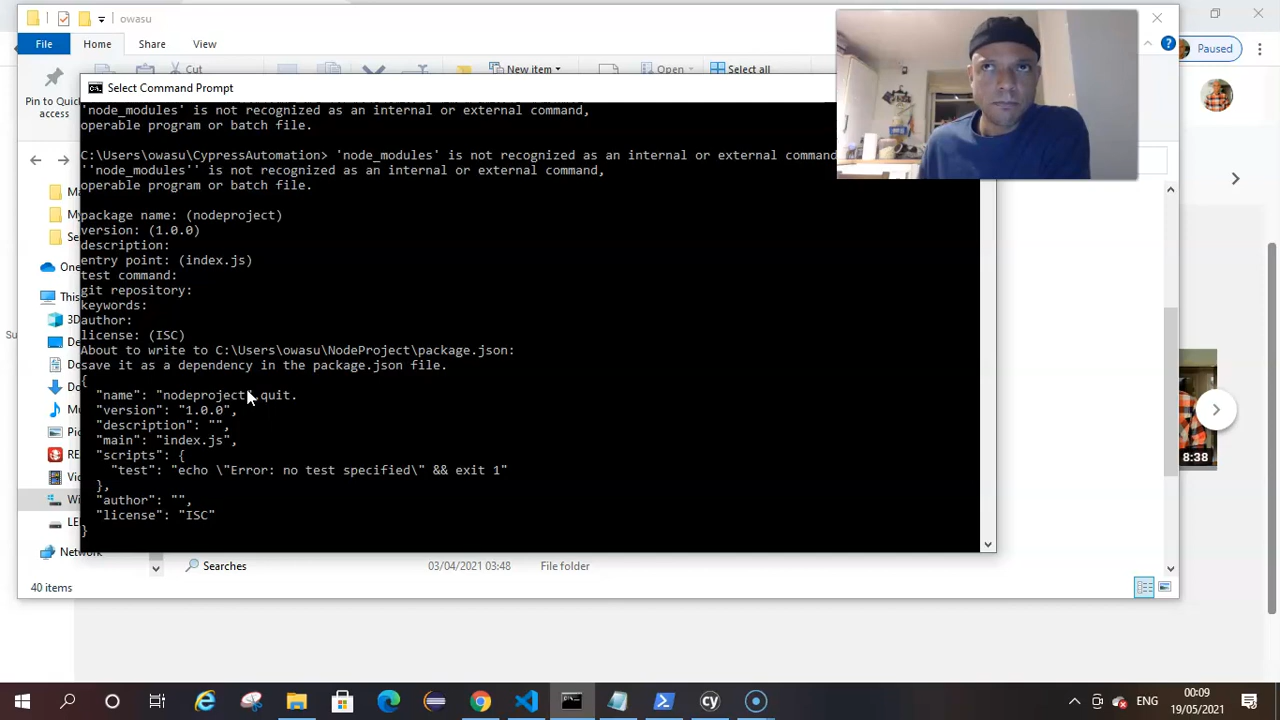 owasu
File
Home
Share
View
Cut
New item
Open
Select all
Pin to Quick
access
Paused
Select Command Prompt
'node_modules' is not recognized as an internal or external command,
operable program or batch file.
C:\Users\owasu\CypressAutomation> 'node_modules' is not recognized as an internal or external command
''node_modules'' is not recognized as an internal or external command,
operable program or batch file.
package name: (nodeproject)
version: (1.0.0)
description:
entry point: (index.js)
test command:
git repository:
keywords:
author:
license: (ISC)
About to write to C:\Users\owasu\NodeProject\package.json:
save it as a dependency in the package.json file.
{
"name": "nodeproject" quit.
"version": "1.0.0",
"description": "",
"main": "index.js",
"scripts": {
"test": "echo \"Error: no test specified\" && exit 1"
},
"author": "",
"license": "ISC"
}
This
3D
Network
Searches
03/04/2021 03:48
File folder
40 items
8:38
cy
ENG
00:09
19/05/2021